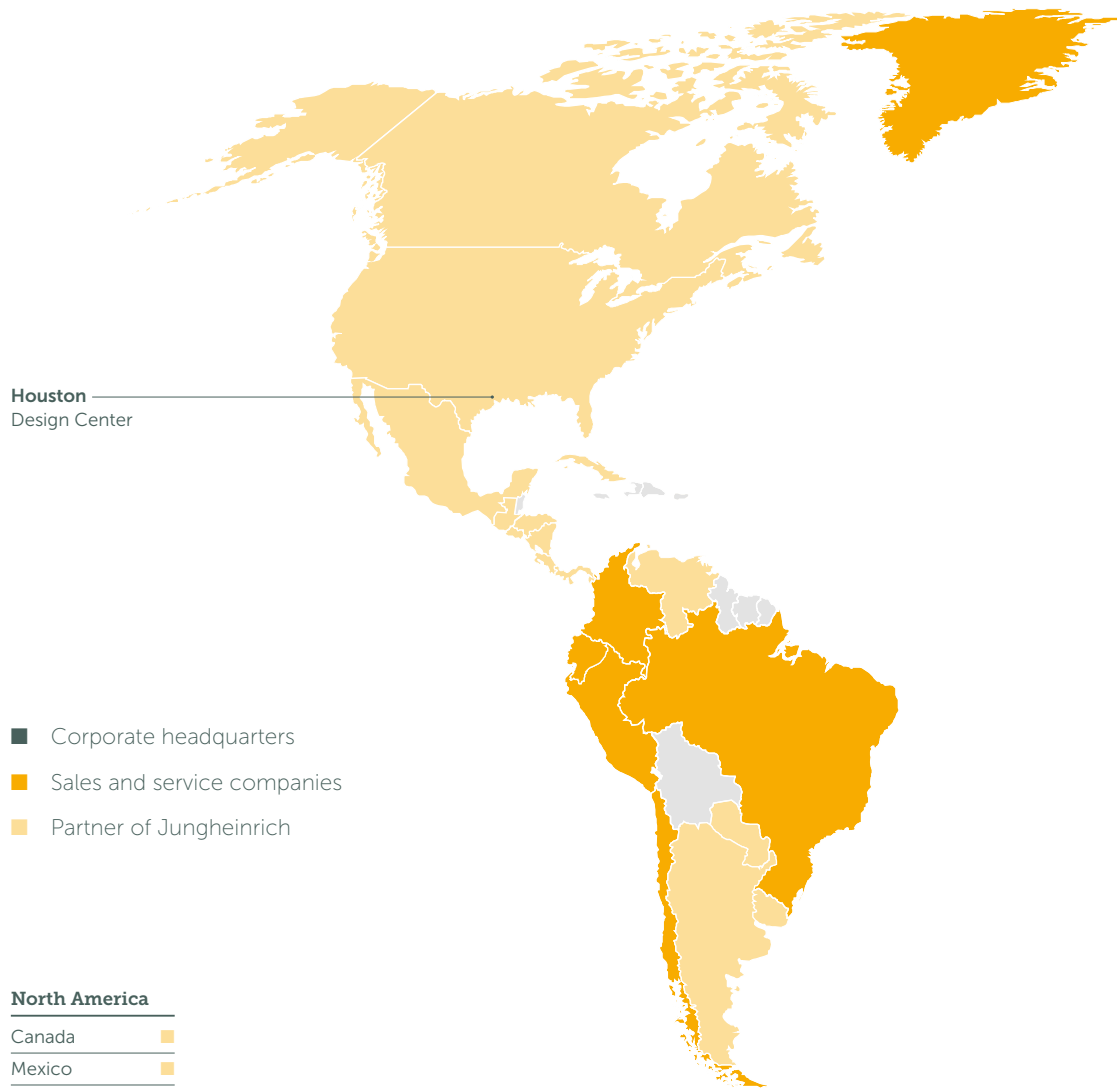 Houston
Design Center
Corporate headquarters
Sales and service companies
Partner of Jungheinrich
North America
Canada
Mexico